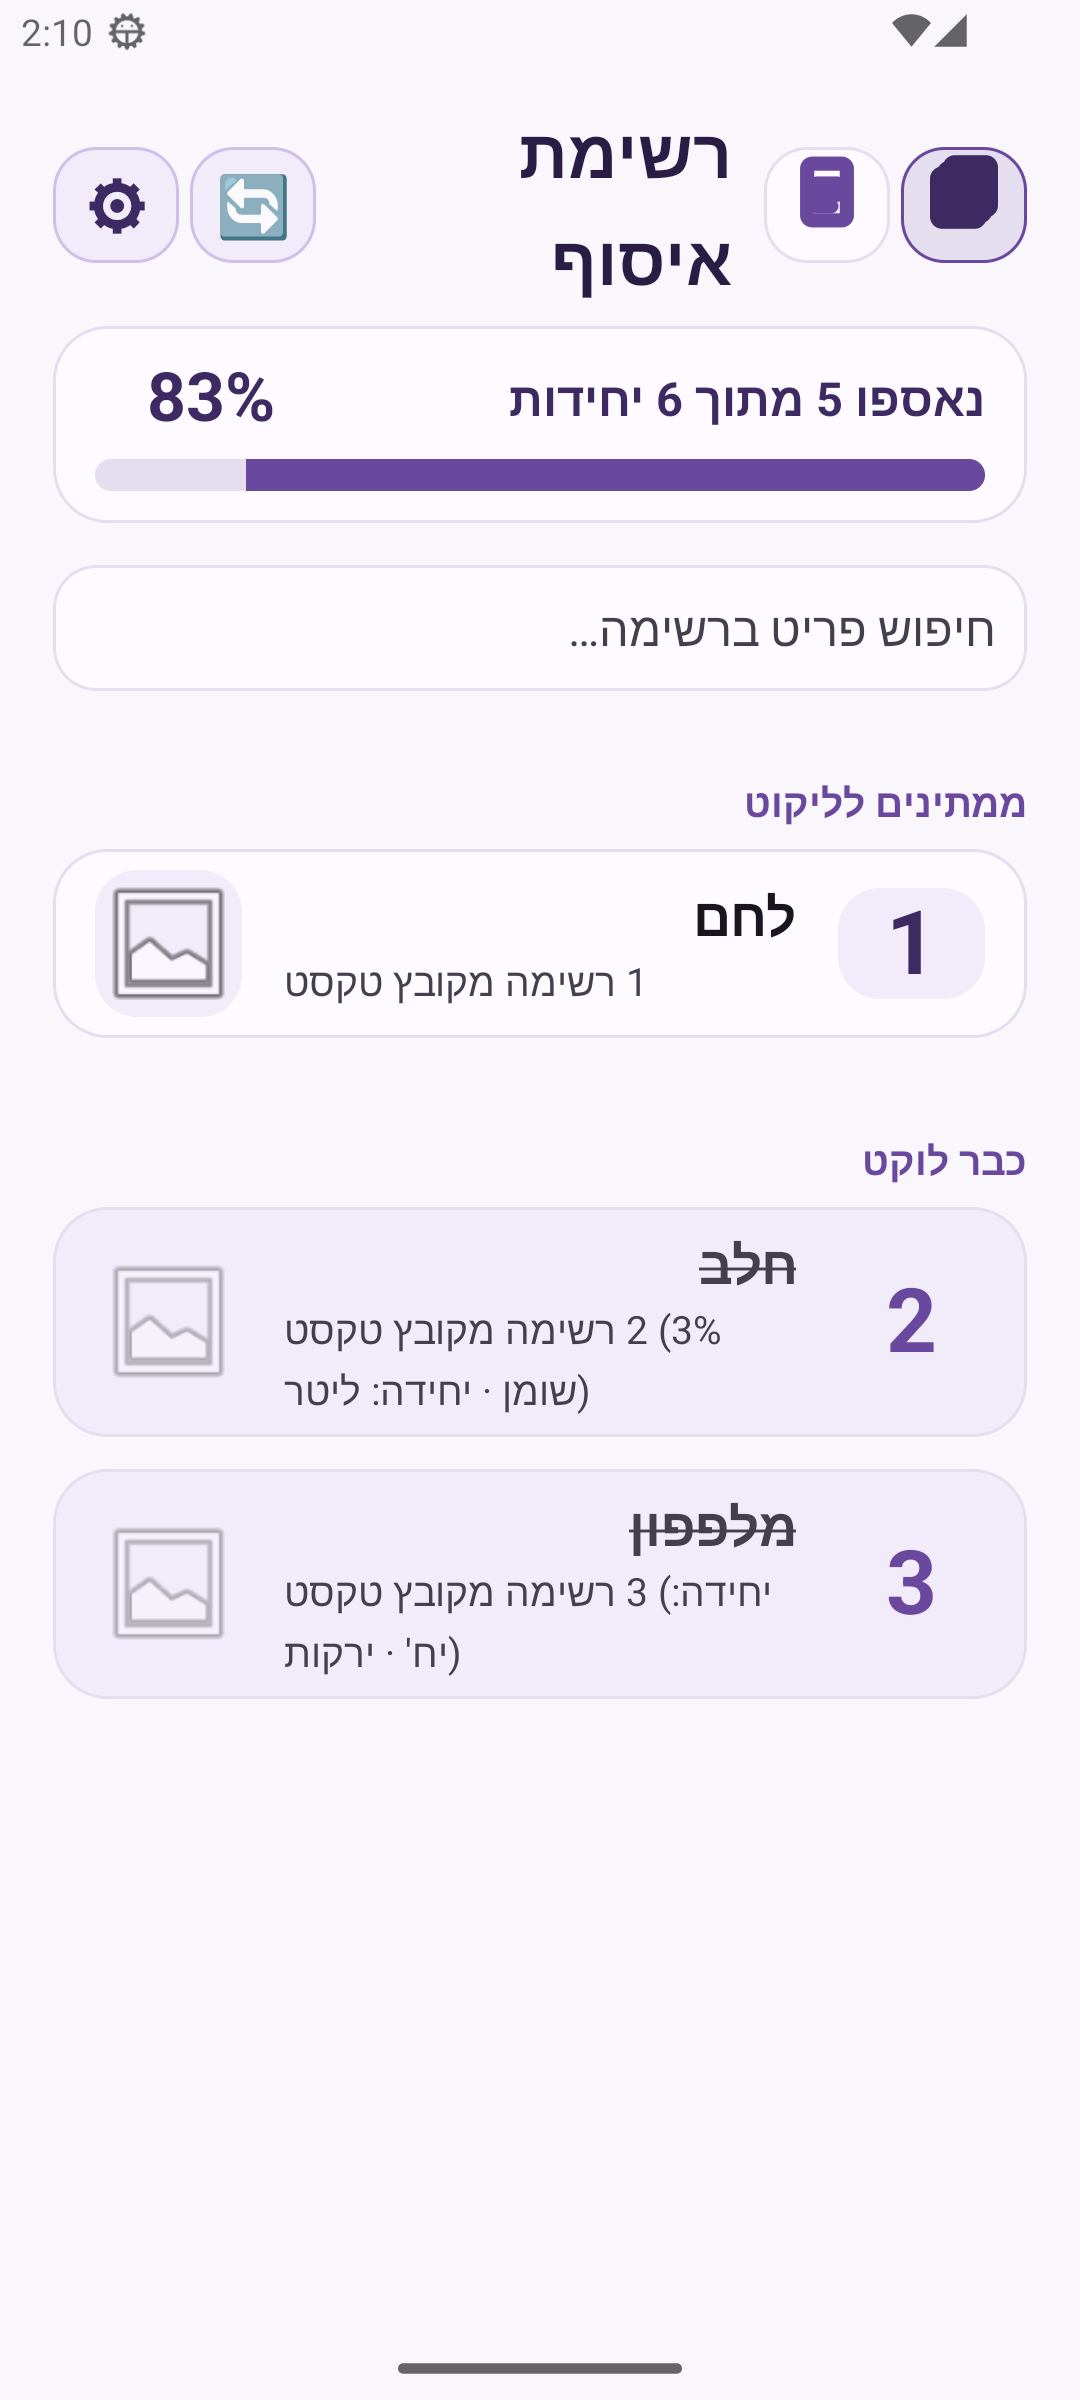 2:10
רשימת
איסוף
נאספו 5 מתוך 6 יחידות
83%
חיפוש פריט ברשימה...
ממתינים לליקוט
1
לחם
1 רשימה מקובץ טקסט
כבר לוקט
2
חלב
2 רשימה מקובץ טקסט (3%
שומן · יחידה: ליטר)
3
מלפפון
3 רשימה מקובץ טקסט (יחידה:
יח' · ירקות)